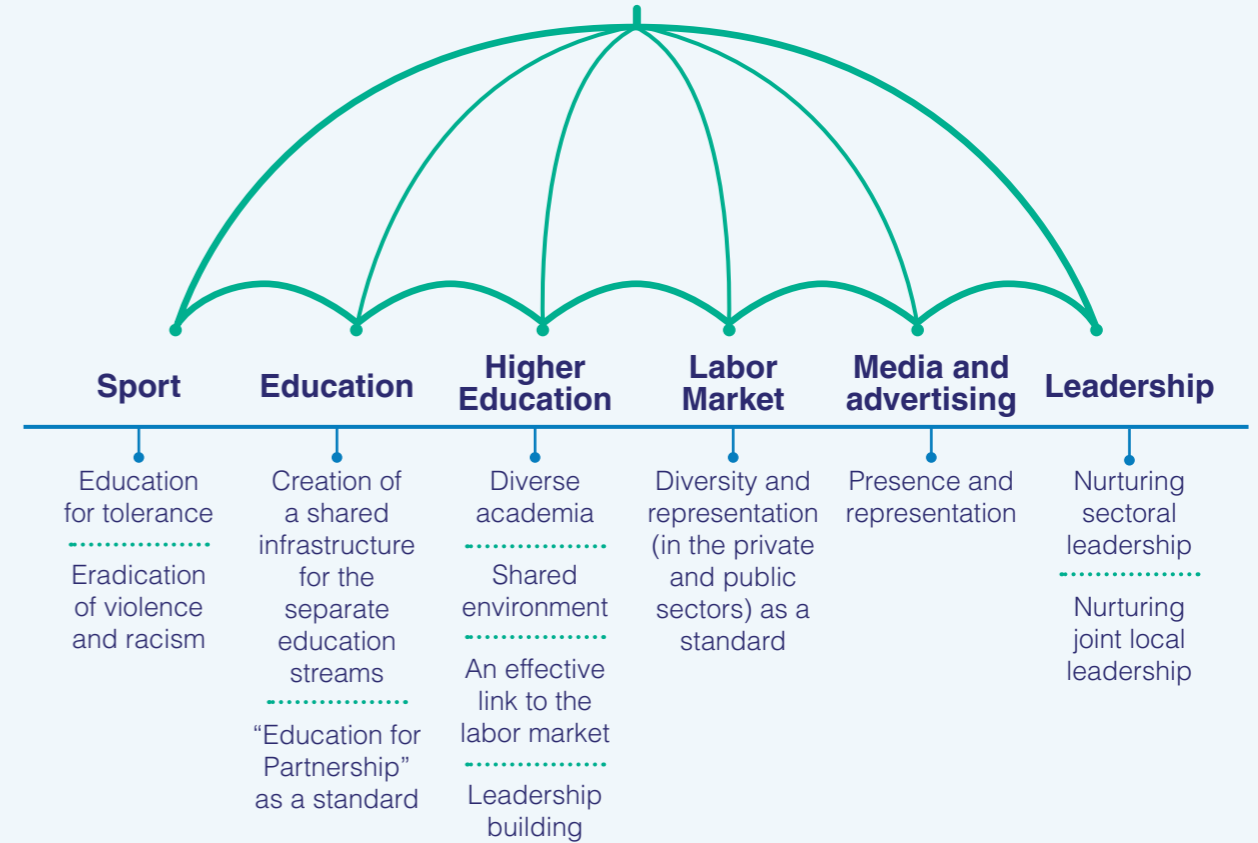 Sport
Education
Higher
Education
Labor
Market
Media and
advertising
Leadership
Education
for tolerance
Eradication
of violence
and racism
Creation of
a shared
infrastructure
for the
separate
education
streams
“Education for
Partnership”
as a standard
Diverse
academia
Shared
environment
An effective
link to the
labor market
Leadership
building
Diversity and
representation
(in the private
and public
sectors) as a
standard
Presence and
representation
Nurturing
sectoral
leadership
Nurturing
joint local
leadership